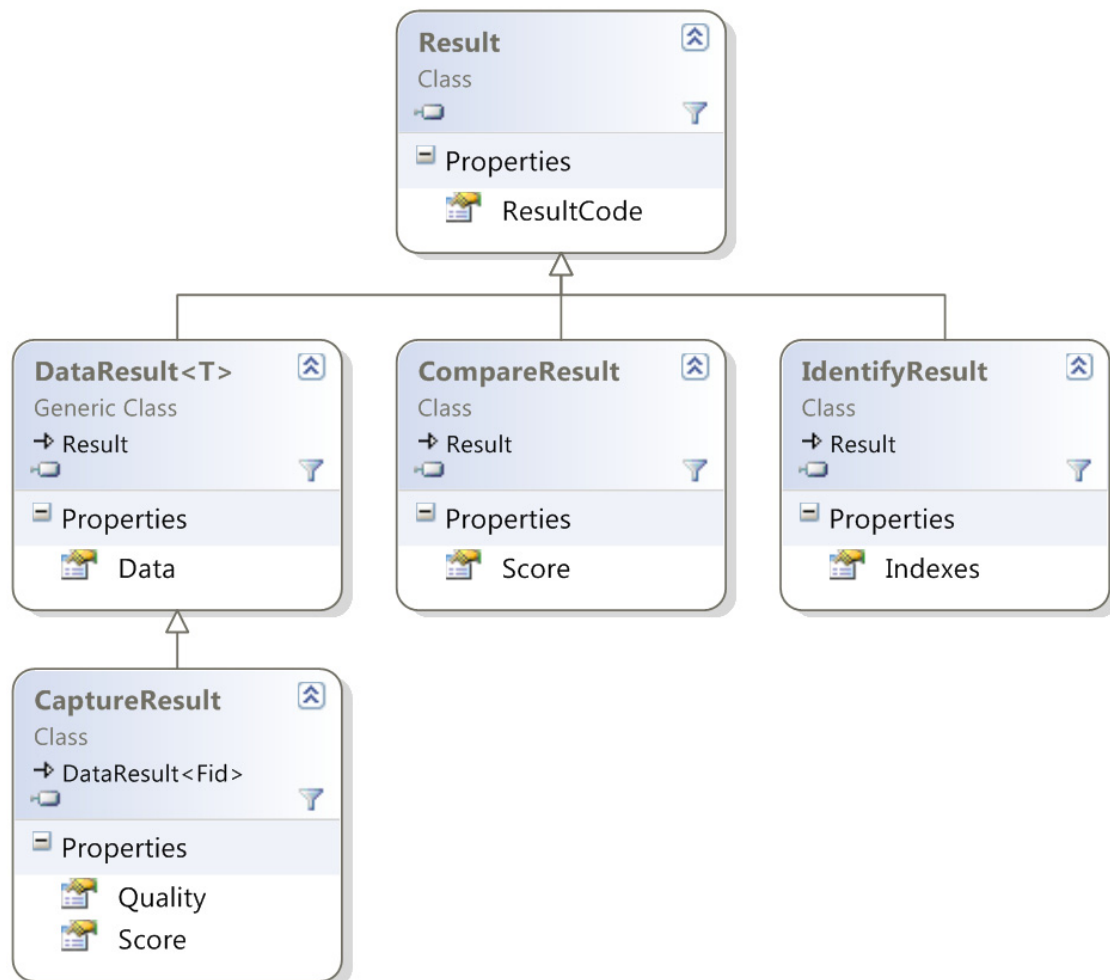 Result
Class
Properties
ResultCode
DataResult<T>
Generic Class
Result
Properties
Data
CompareResult
Class
Result
Properties
Score
IdentifyResult
Class
Result
Properties
Indexes
CaptureResult
Class
DataResult<Fid>
Properties
Quality
Score